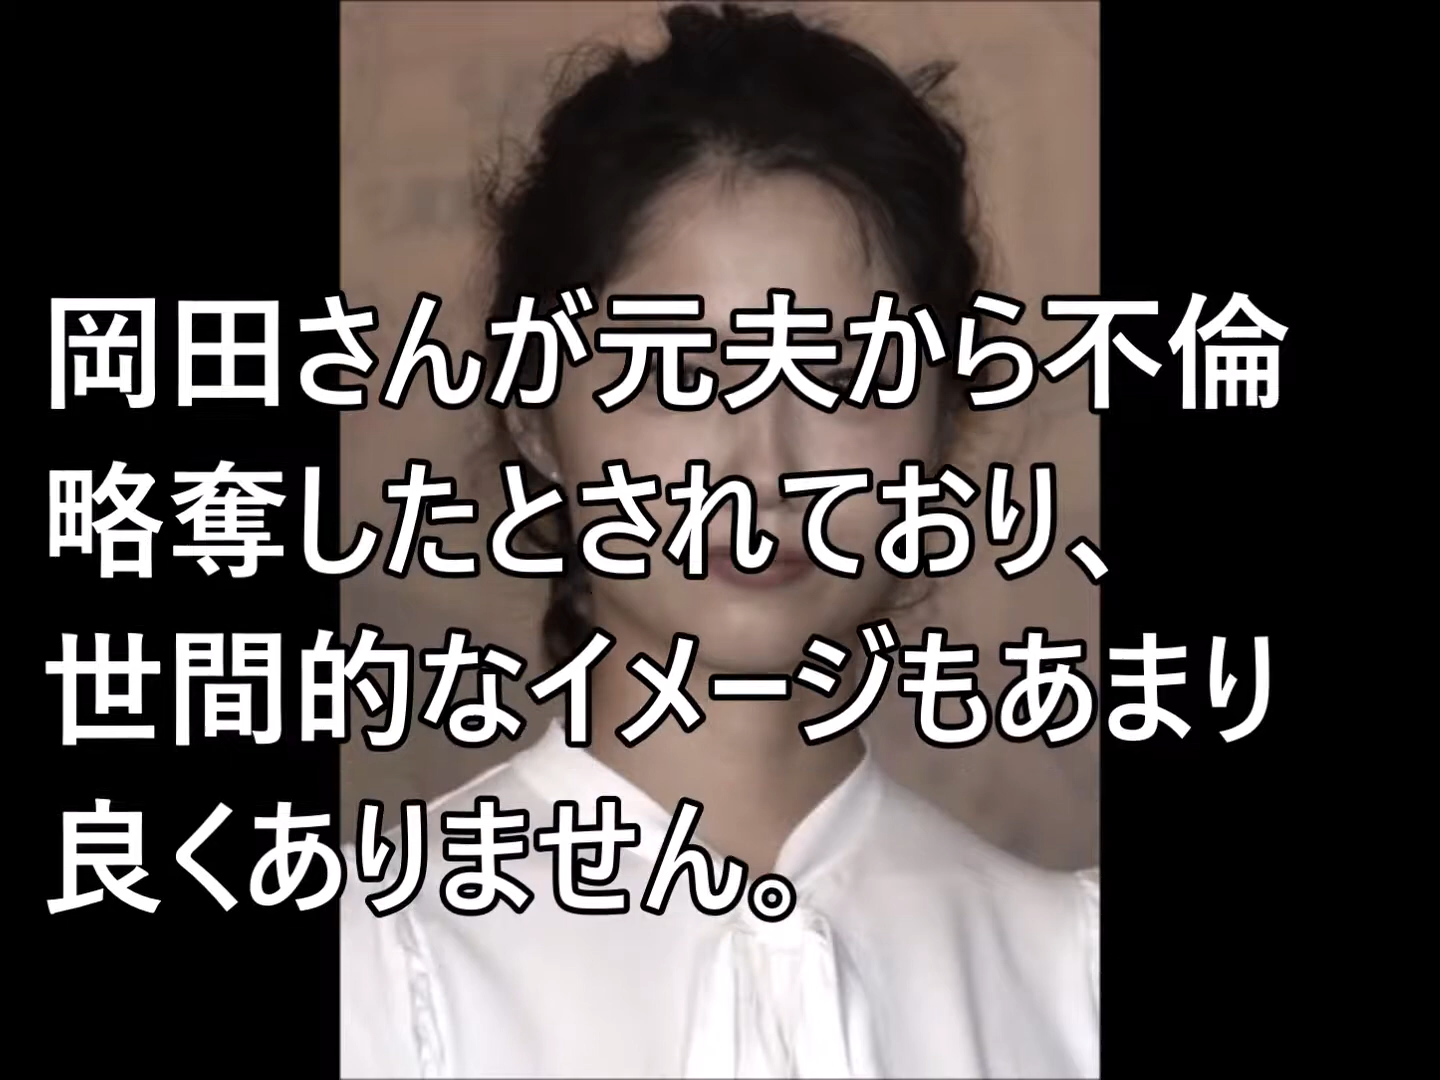 岡田さんが元夫から不倫
略奪したとされており、
世間的なイメージもあまり
良くありません。